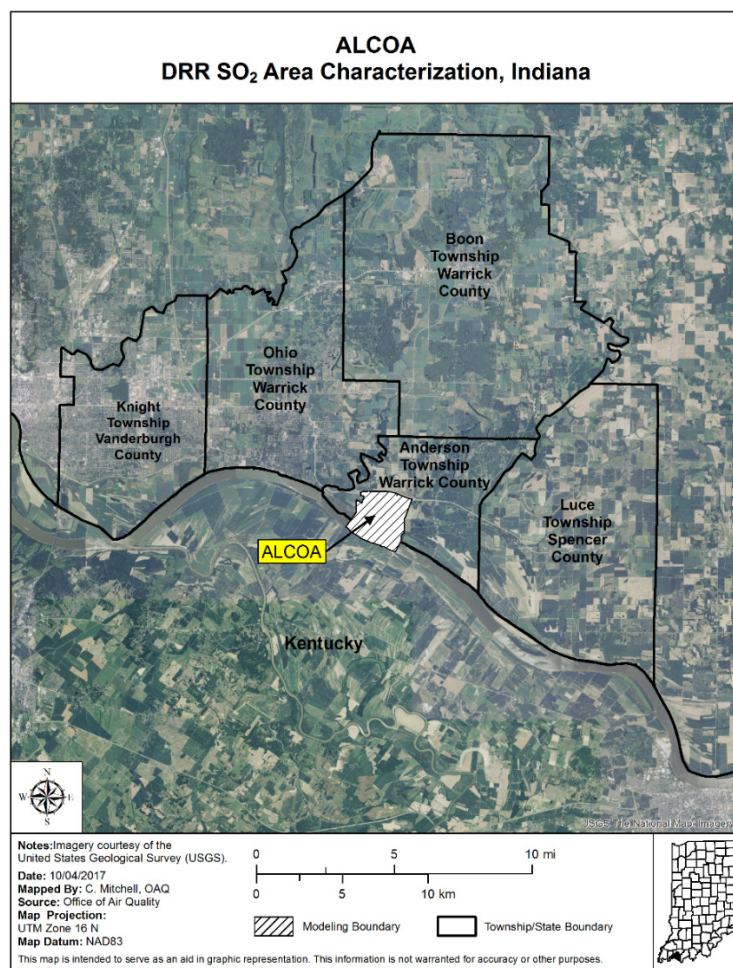 ALCOA
DRR SO₂ Area Characterization, Indiana
Boon
Township
Warrick
County
Ohio
Township
Warrick
County
Knight
Township
Vanderburgh
County
Anderson
Township
Warrick County
Luce
Township
Spencer
County
ALCOA
Kentucky
N
W
E
S
USGS The National Map: Imagery
Notes:Imagery courtesy of the
United States Geological Survey (USGS).
Date: 10/04/2017
Mapped By: C. Mitchell, OAQ
Source: Office of Air Quality
Map Projection:
UTM Zone 16 N
Map Datum: NAD83
0 5 10 mi
0 5 10 km
Modeling Boundary
Township/State Boundary
This map is intended to serve as an aid in graphic representation. This information is not warranted for accuracy or other purposes.